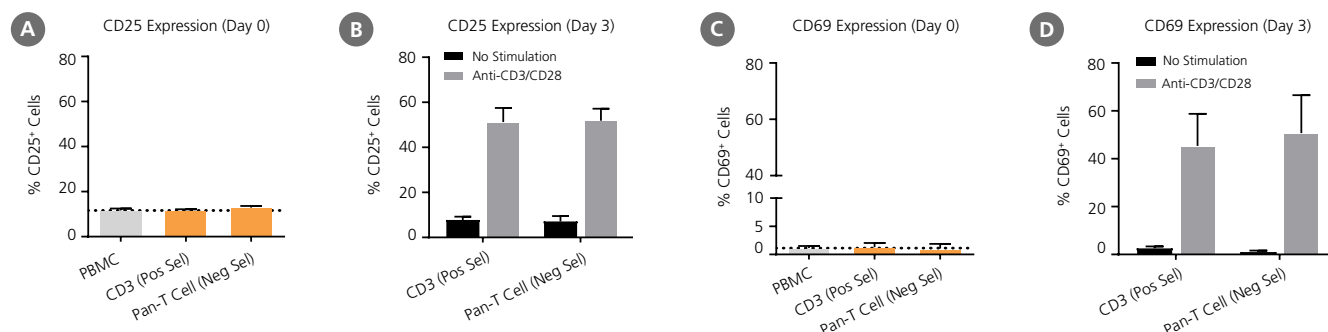 A
CD25 Expression (Day 0)
80
60
40
20
0
% CD25⁺ Cells
PBMC
CD3 (Pos Sel)
Pan-T Cell (Neg Sel)
B
CD25 Expression (Day 3)
No Stimulation
Anti-CD3/CD28
80
60
40
20
0
% CD25⁺ Cells
CD3 (Pos Sel)
Pan-T Cell (Neg Sel)
C
CD69 Expression (Day 0)
80
60
40
10
5
1
0
% CD69⁺ Cells
PBMC
CD3 (Pos Sel)
Pan-T Cell (Neg Sel)
D
CD69 Expression (Day 3)
No Stimulation
Anti-CD3/CD28
80
60
40
20
0
% CD69⁺ Cells
CD3 (Pos Sel)
Pan-T Cell (Neg Sel)